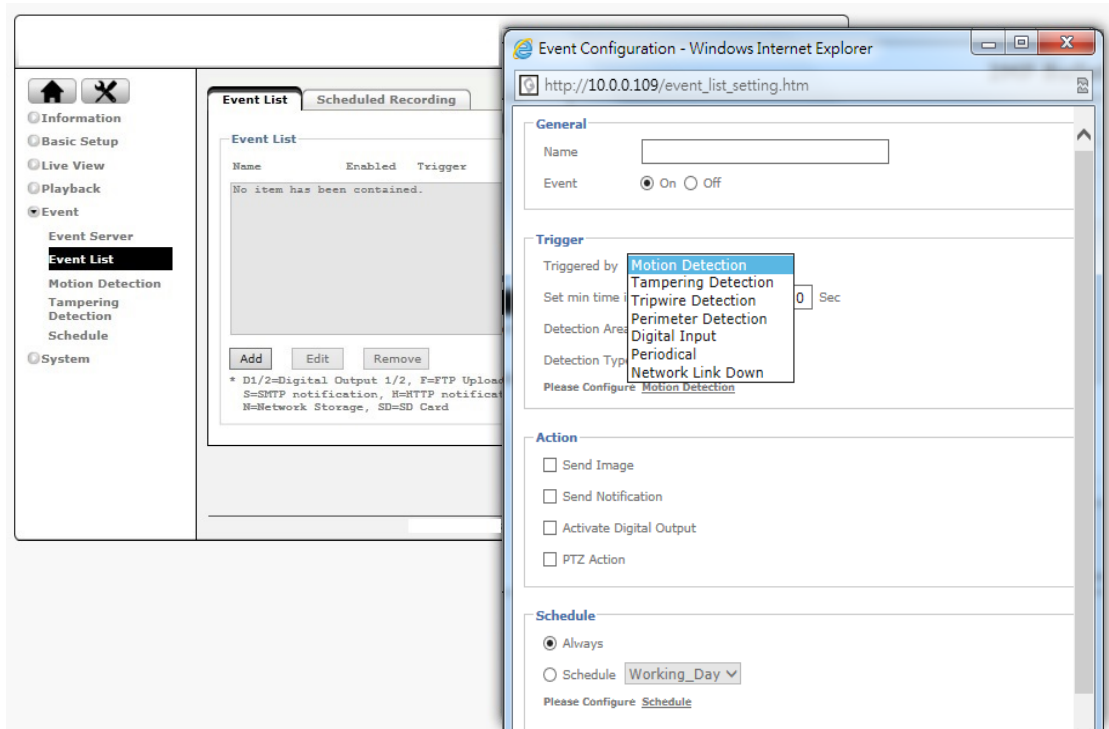 Information
Basic Setup
Live View
Playback
Event
Event Server
Event List
Motion Detection
Tampering
Detection
Schedule
System
Event List Scheduled Recording
Event List
Name Enabled Trigger
No item has been contained.
Add Edit Remove
* D1/2=Digital Output 1/2, F=FTP Upload
S=SMTP notification, H=HTTP notificat
N=Network Storage, SD=SD Card
Event Configuration - Windows Internet Explorer
http://10.0.0.109/event_list_setting.htm
General
Name
Event On Off
Trigger
Triggered by Motion Detection
Tampering Detection
Set min time i Tripwire Detection 0 Sec
Perimeter Detection
Detection Area Digital Input
Periodical
Detection Type Network Link Down
Please Configure Motion Detection
Action
Send Image
Send Notification
Activate Digital Output
PTZ Action
Schedule
Always
Schedule Working_Day
Please Configure Schedule